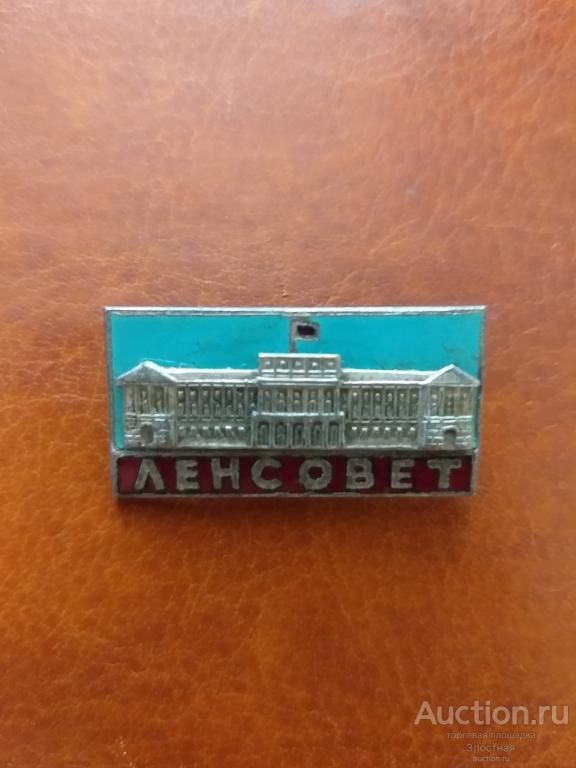 ЛЕНСОВЕТ
Auction.ru
торговая площадка
Злостная
auction.ru